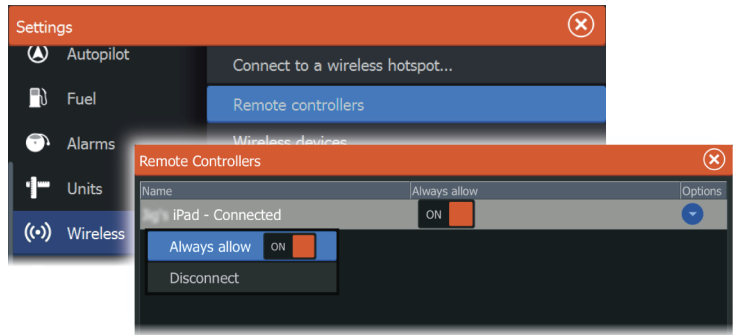 Settings
Autopilot
Fuel
Alarms
Units
Wireless
Connect to a wireless hotspot...
Remote controllers
Wireless devices
Remote Controllers
Name Always allow Options
iPad - Connected ON
Always allow ON
Disconnect